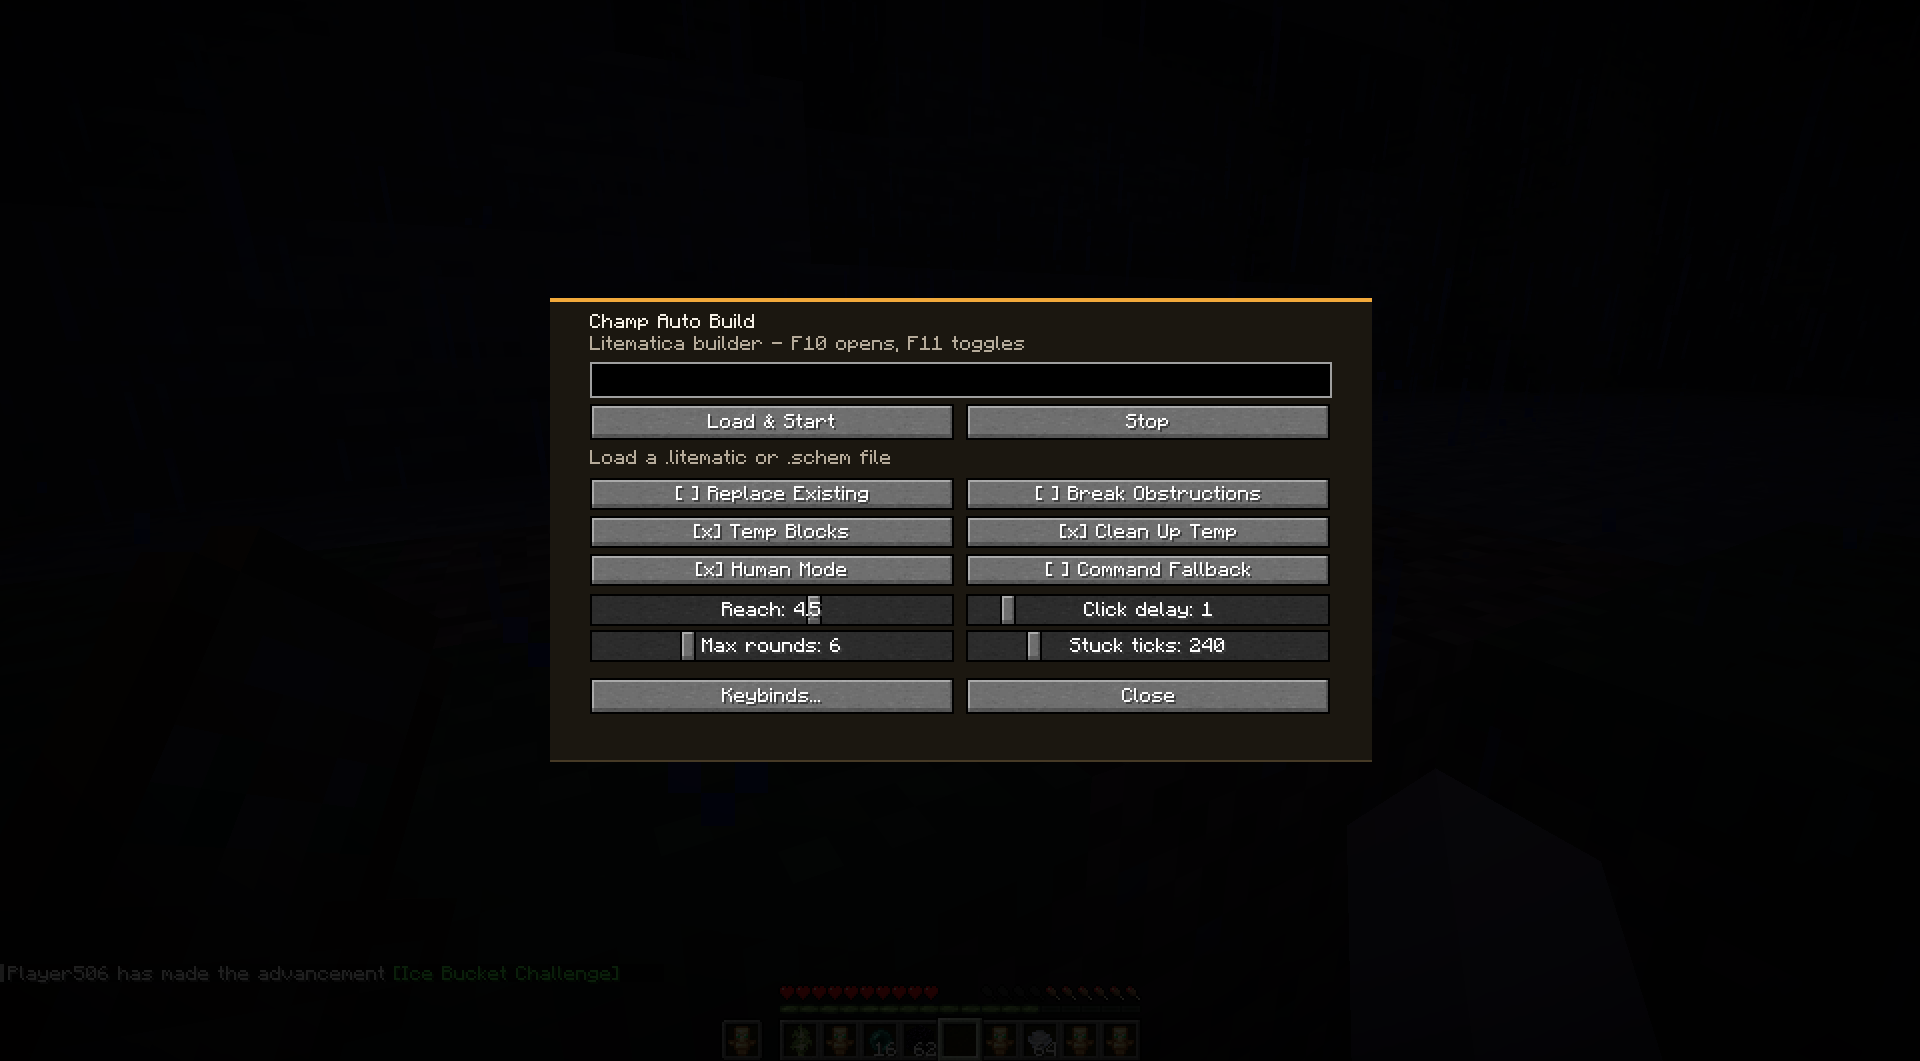 Champ Auto Build
Litematica builder - F10 opens, F11 toggles
Load & Start
Stop
Load a .litematic or .schem file
[ ] Replace Existing
[ ] Break Obstructions
[x] Temp Blocks
[x] Clean Up Temp
[x] Human Mode
[ ] Command Fallback
Reach: 4.5
Click delay: 1
Max rounds: 6
Stuck ticks: 240
Keybinds...
Close
Player506 has made the advancement [Ice Bucket Challenge]
16
62
64